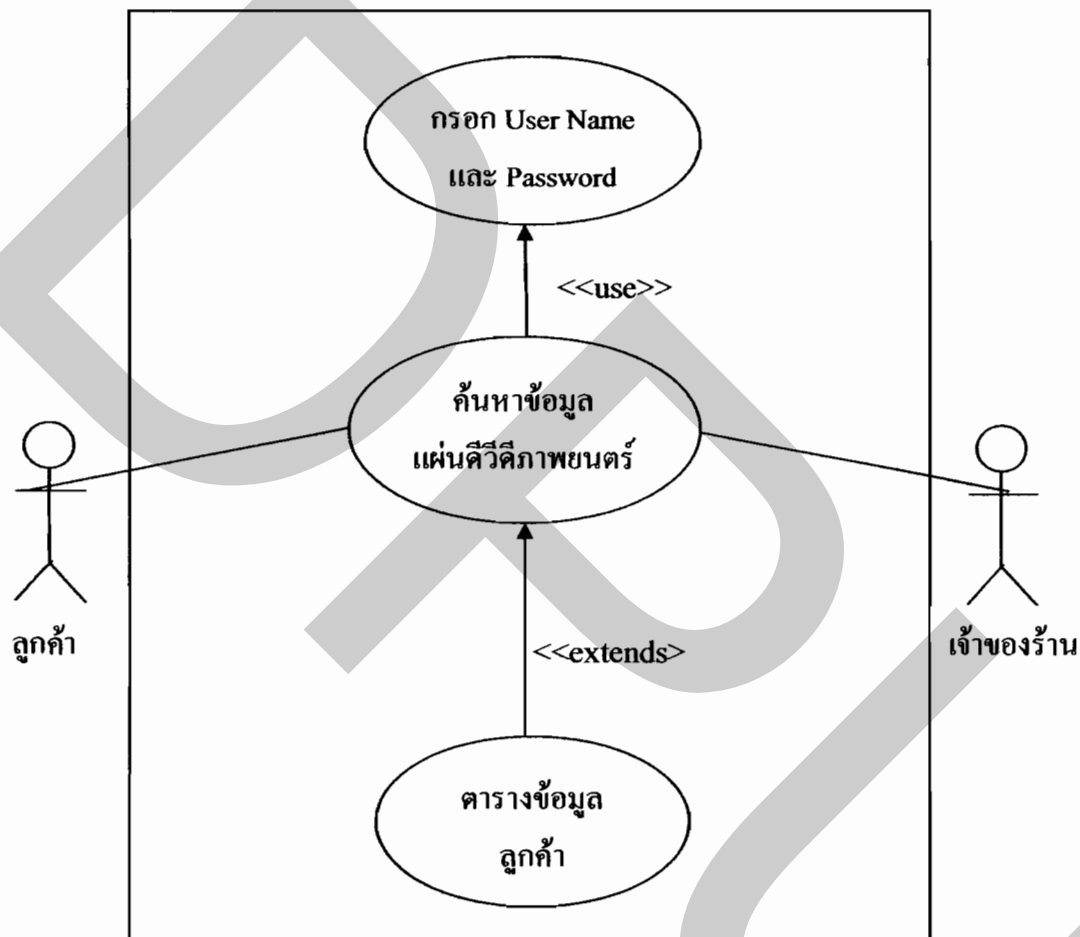 กรอก User Name
และ Password
<<use>>
ค้นหาข้อมูล
แผ่นดีวีดีภาพยนตร์
ลูกค้า
เจ้าของร้าน
<<extends>
ตารางข้อมูล
ลูกค้า